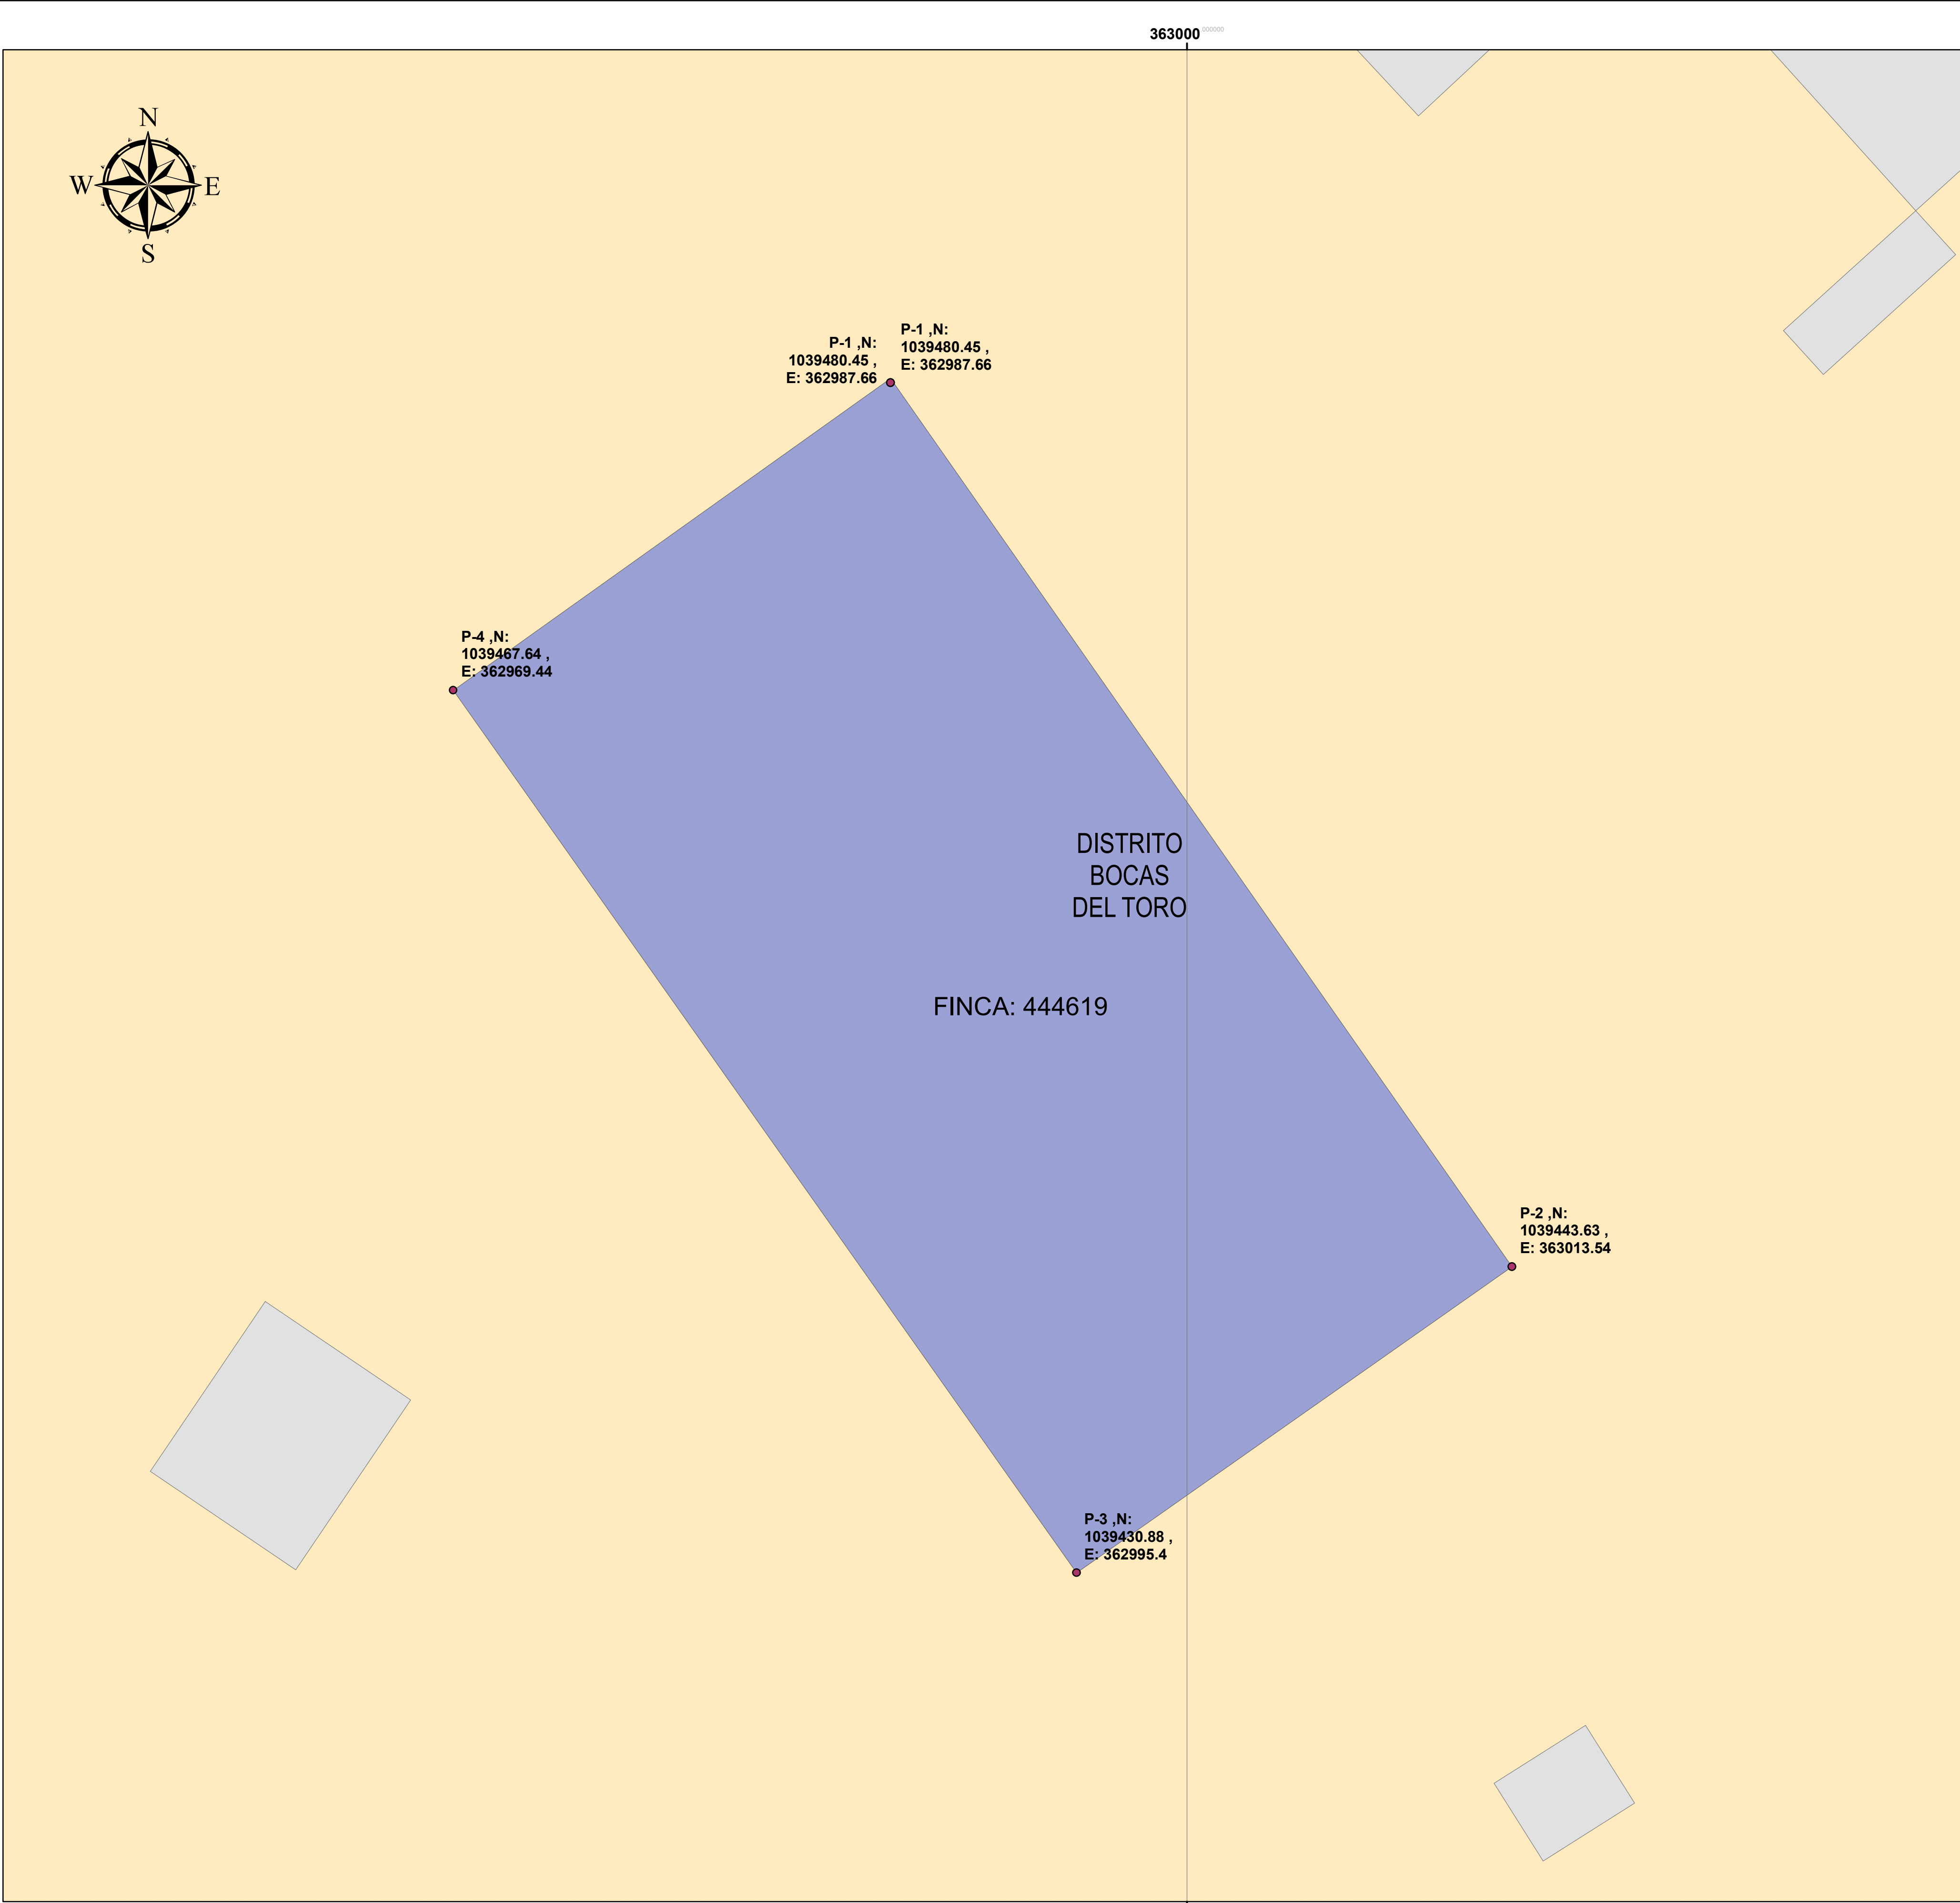 363000 000000
N
W E
S
P-1 ,N:
1039480.45 ,
E: 362987.66
P-1 ,N:
1039480.45 ,
E: 362987.66
P-4 ,N:
1039467.64 ,
E: 362969.44
DISTRITO
BOCAS
DEL TORO
FINCA: 444619
P-2 ,N:
1039443.63 ,
E: 363013.54
P-3 ,N:
1039430.88 ,
E: 362995.4